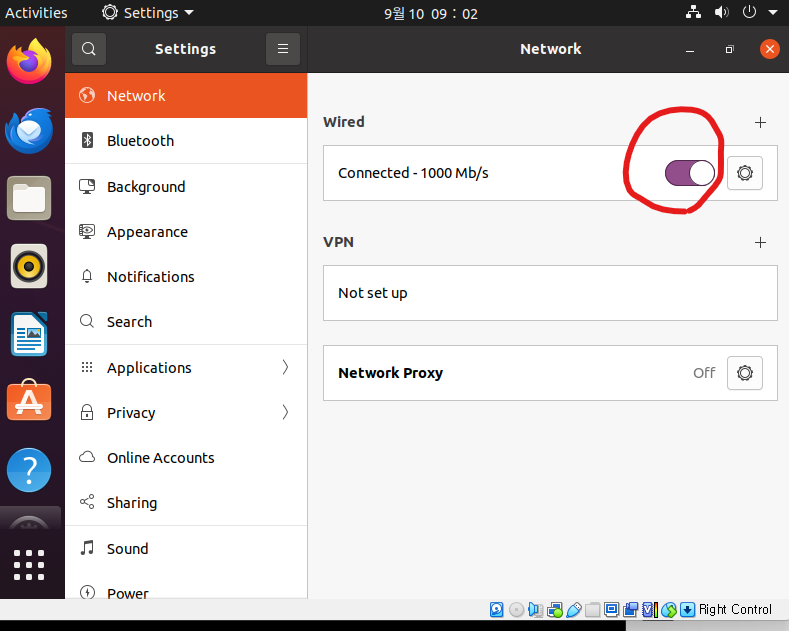 Activities
Settings
9월 10 09：02
Settings
Network
Network
Bluetooth
Background
Appearance
Notifications
Search
Applications
Privacy
Online Accounts
Sharing
Sound
Power
Wired
Connected - 1000 Mb/s
VPN
Not set up
Network Proxy
Off
Right Control